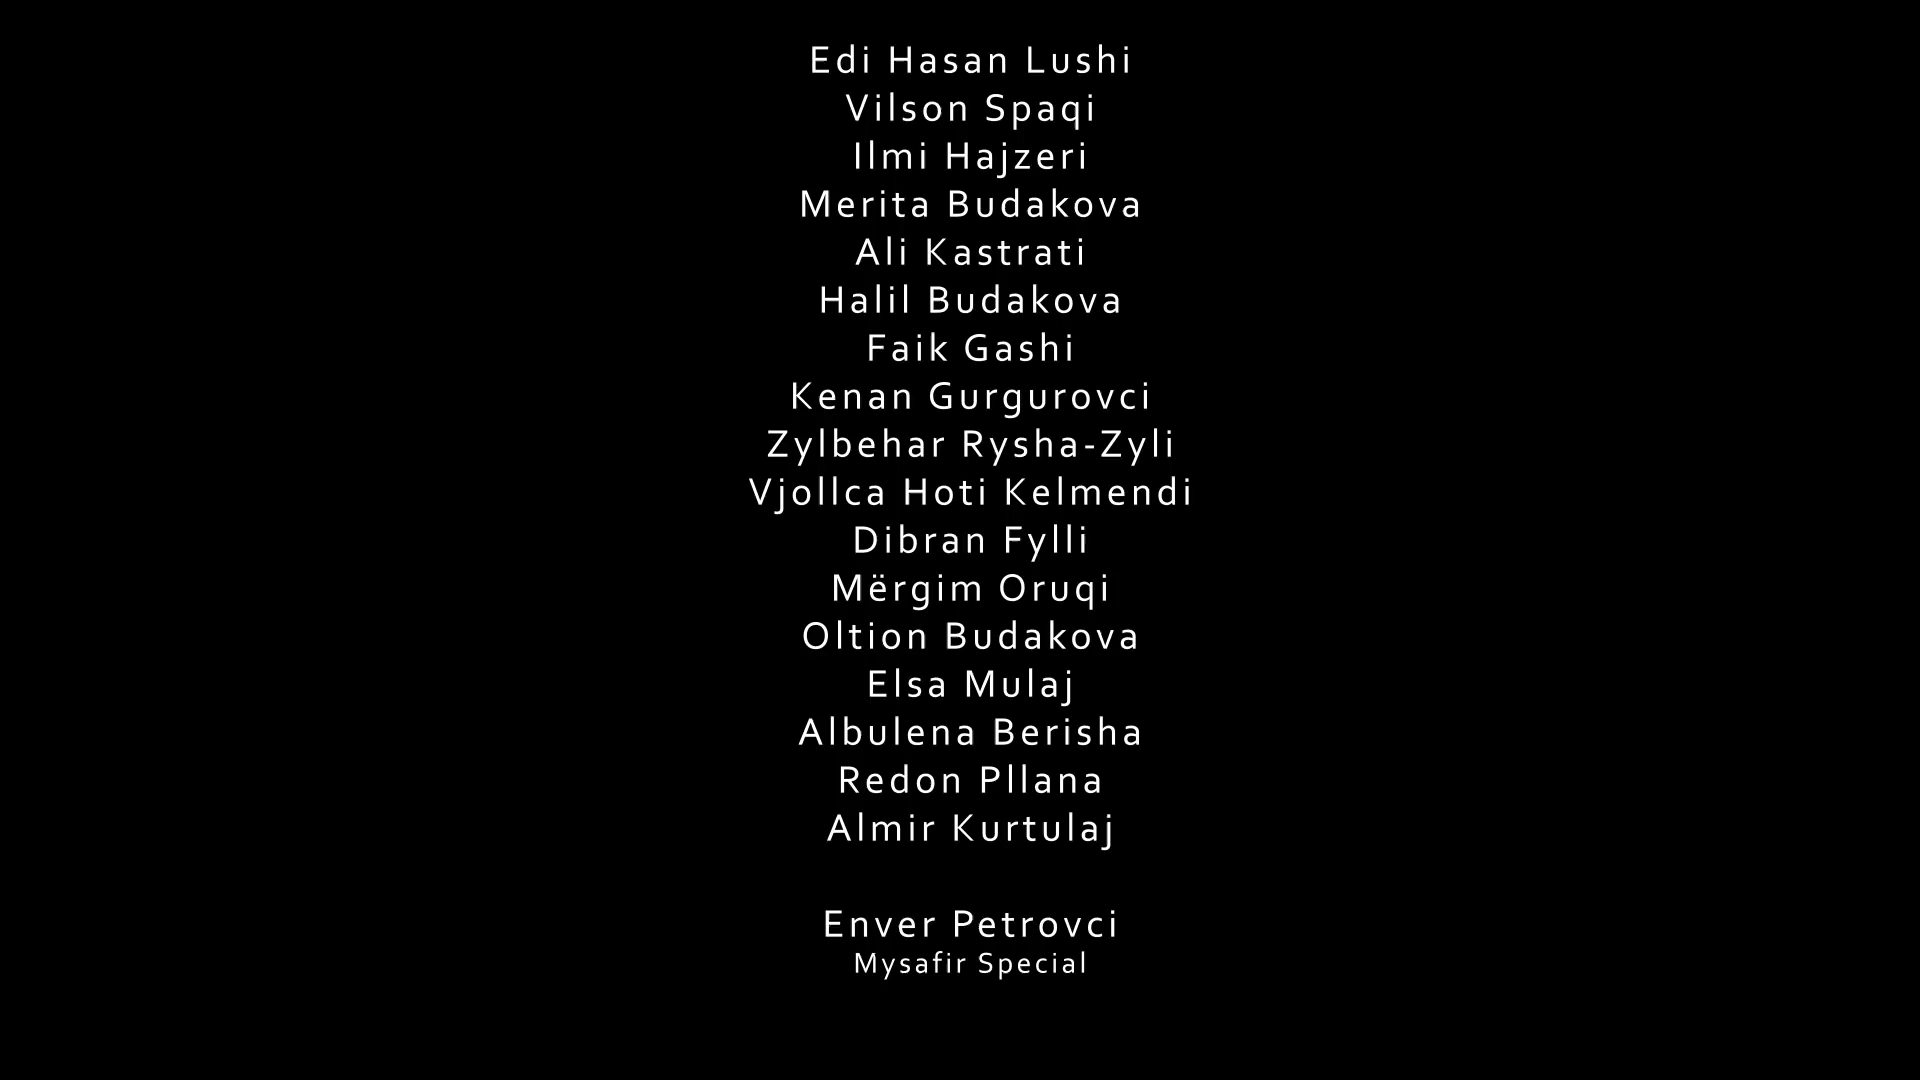 Edi Hasan Lushi
Vilson Spaqi
Ilmi Hajzeri
Merita Budakova
Ali Kastrati
Halil Budakova
Faik Gashi
Kenan Gurgurovci
Zylbehar Rysha-Zyli
Vjollca Hoti Kelmendi
Dibran Fylli
Mërgim Oruqi
Oltion Budakova
Elsa Mulaj
Albulena Berisha
Redon Pllana
Almir Kurtulaj
Enver Petrovci
Mysafir Special